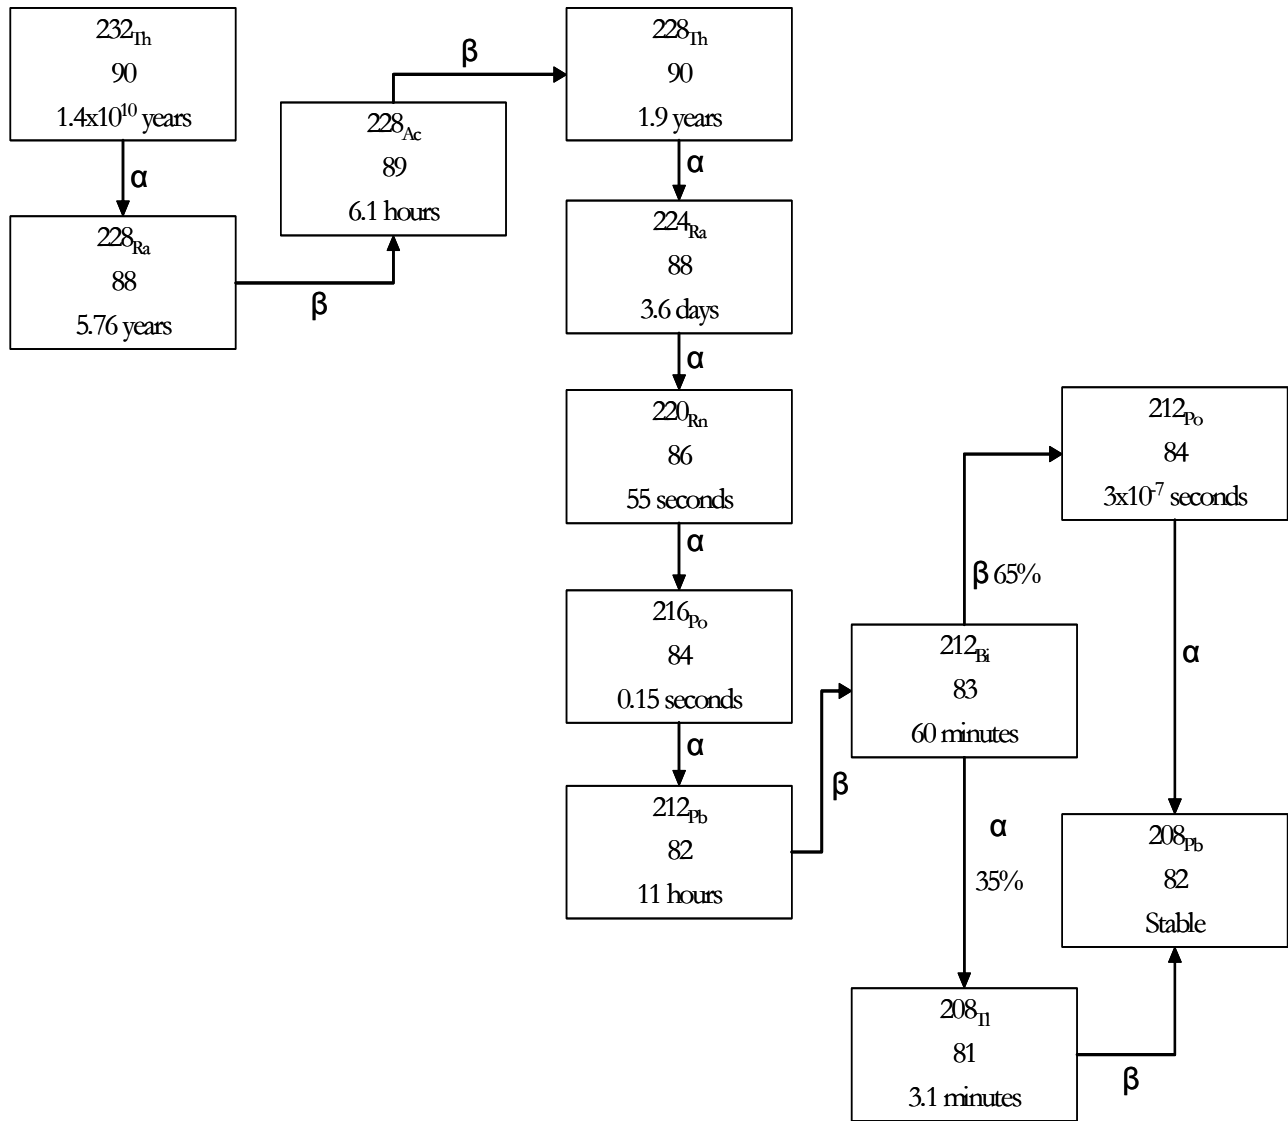 232Th
90
1.4x10^10 years
α
228Ra
88
5.76 years
β
228Ac
89
6.1 hours
β
228Th
90
1.9 years
α
224Ra
88
3.6 days
α
220Rn
86
55 seconds
α
216Po
84
0.15 seconds
α
212Pb
82
11 hours
β
212Bi
83
60 minutes
β 65%
212Po
84
3x10^-7 seconds
α
α
35%
208Tl
81
3.1 minutes
β
208Pb
82
Stable